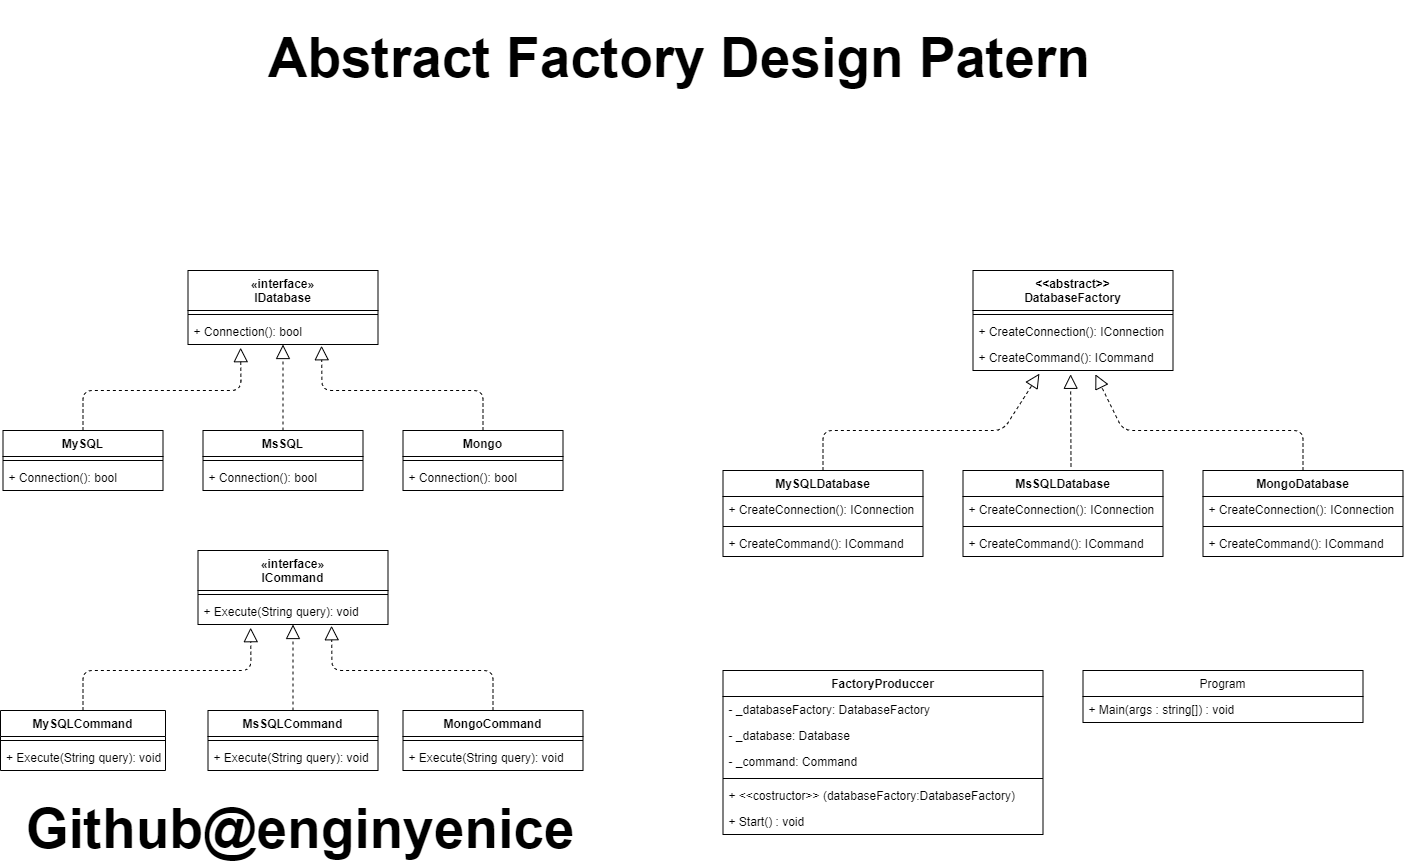 Abstract Factory Design Patern
«interface»
IDatabase
+ Connection(): bool
MySQL
+ Connection(): bool
MsSQL
+ Connection(): bool
Mongo
+ Connection(): bool
«interface»
ICommand
+ Execute(String query): void
MySQLCommand
+ Execute(String query): void
MsSQLCommand
+ Execute(String query): void
MongoCommand
+ Execute(String query): void
<<abstract>>
DatabaseFactory
+ CreateConnection(): IConnection
+ CreateCommand(): ICommand
MySQLDatabase
+ CreateConnection(): IConnection
+ CreateCommand(): ICommand
MsSQLDatabase
+ CreateConnection(): IConnection
+ CreateCommand(): ICommand
MongoDatabase
+ CreateConnection(): IConnection
+ CreateCommand(): ICommand
FactoryProduccer
- _databaseFactory: DatabaseFactory
- _database: Database
- _command: Command
+ <<costructor>> (databaseFactory:DatabaseFactory)
+ Start() : void
Program
+ Main(args : string[]) : void
Github@enginyenice